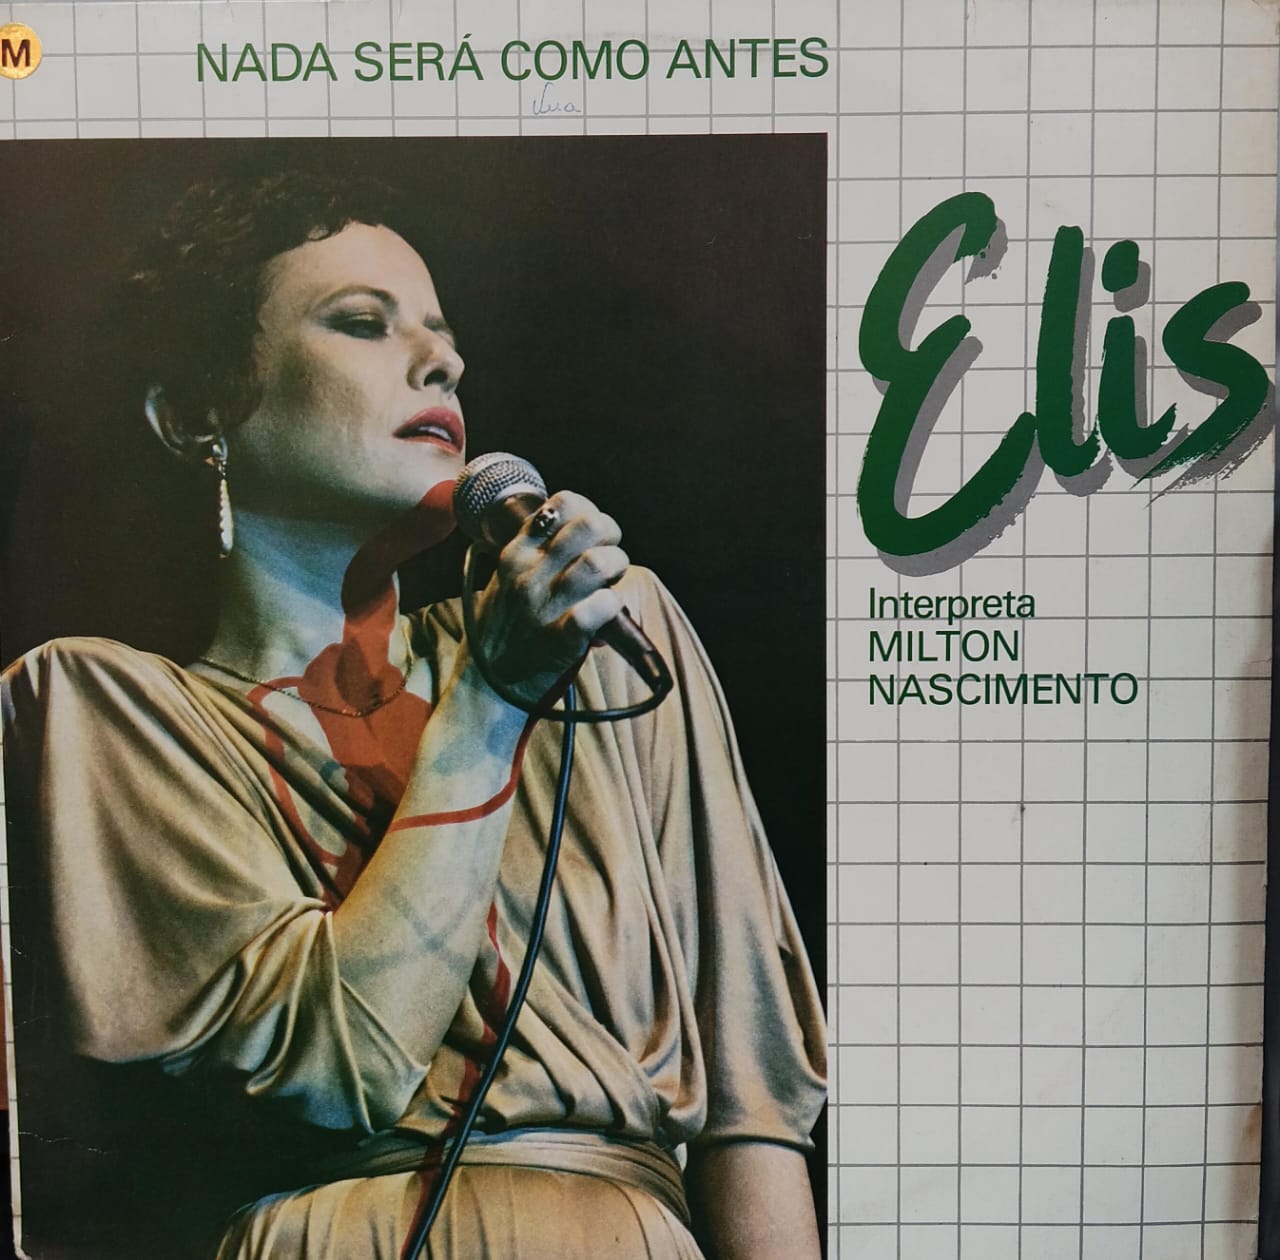 M
NADA SERÁ COMO ANTES
Elis
Interpreta
MILTON
NASCIMENTO